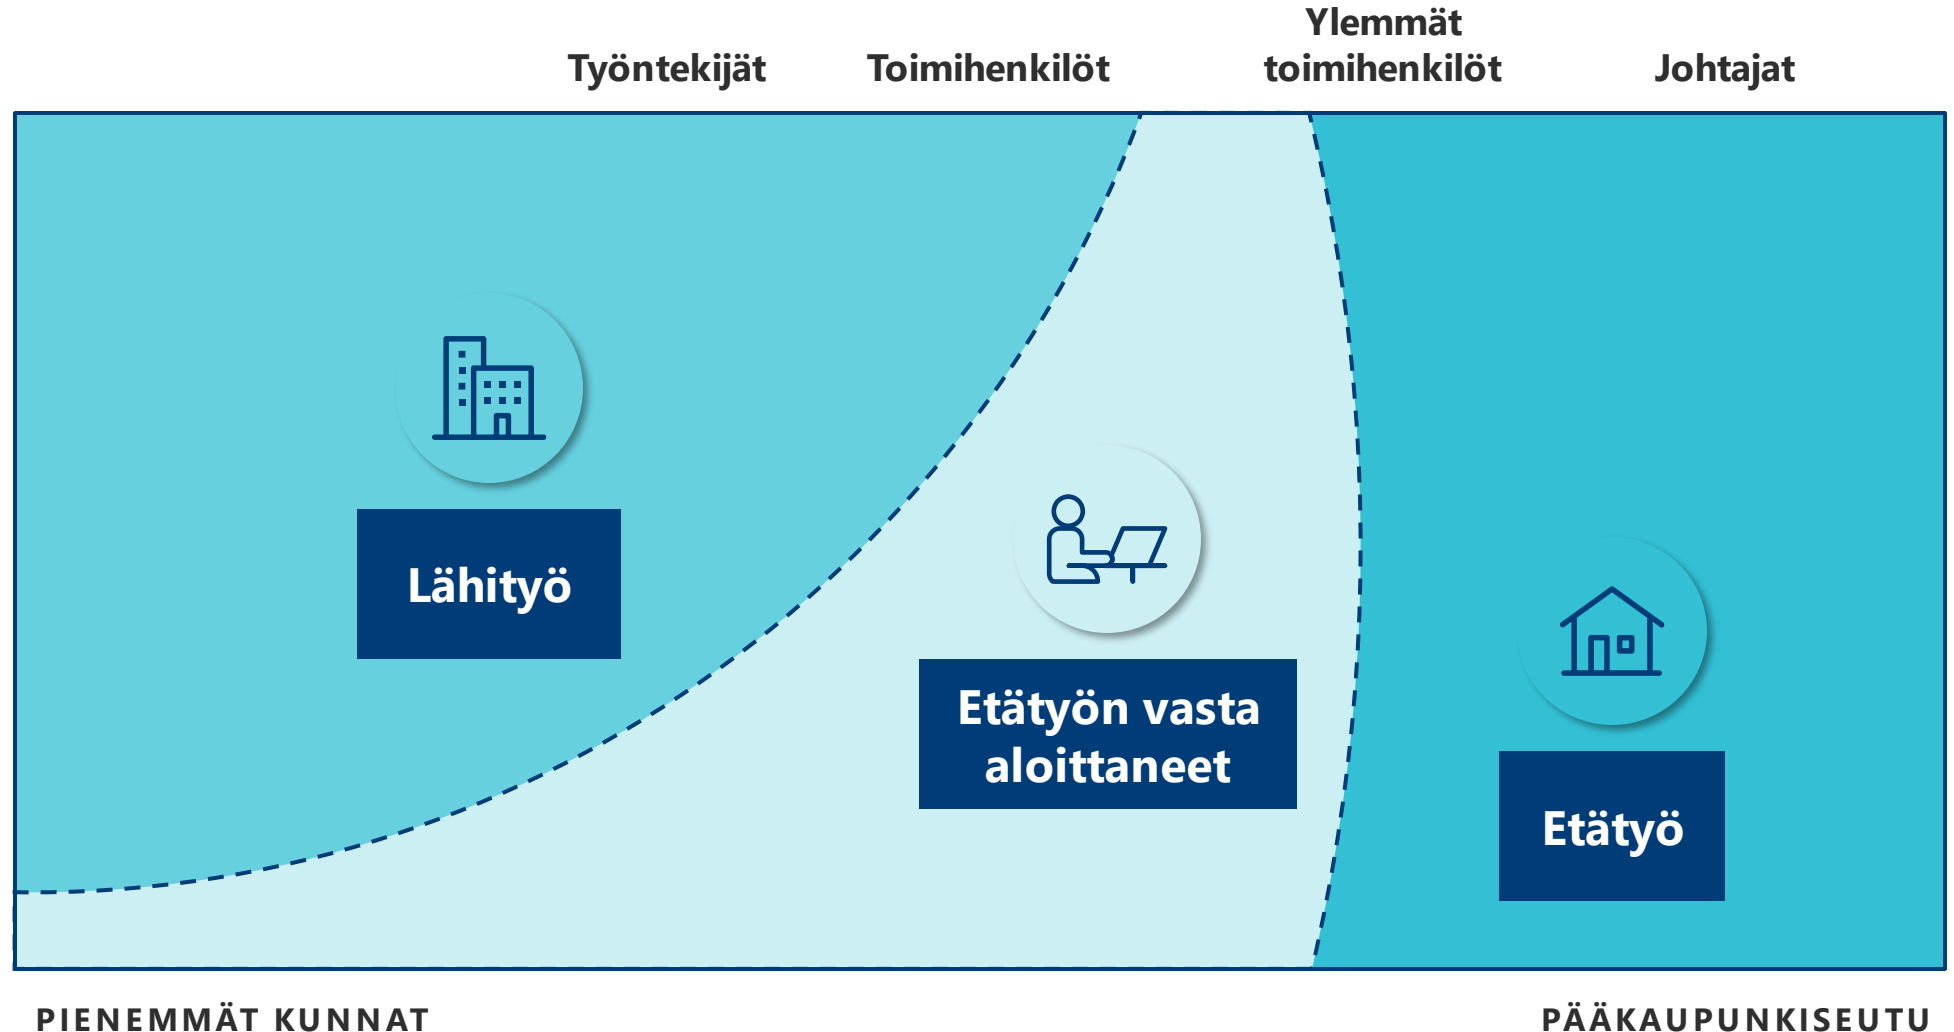 Työntekijät
Toimihenkilöt
Ylemmät
toimihenkilöt
Johtajat
Lähityö
Etätyön vasta
aloittaneet
Etätyö
PIENEMMÄT KUNNAT
PÄÄKAUPUNKISEUTU